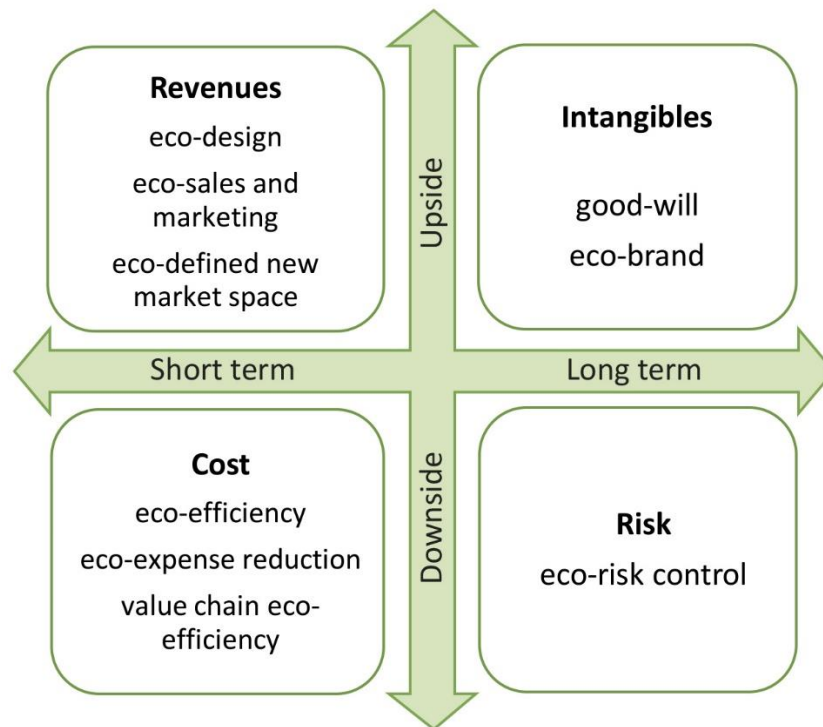 Revenues
eco-design
eco-sales and
marketing
eco-defined new
market space
Upside
Intangibles
good-will
eco-brand
Short term
Long term
Cost
eco-efficiency
eco-expense reduction
value chain eco-
efficiency
Downside
Risk
eco-risk control